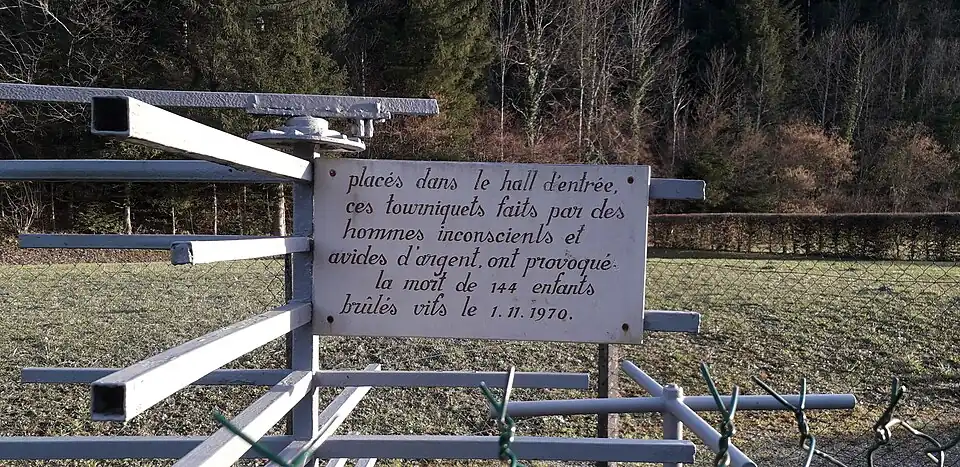 placés dans le hall d'entrée,
ces tourniquets faits par des
hommes inconscients et
avides d'argent, ont provoqué
la mort de 144 enfants
brûlés vifs le 1.11.1970.